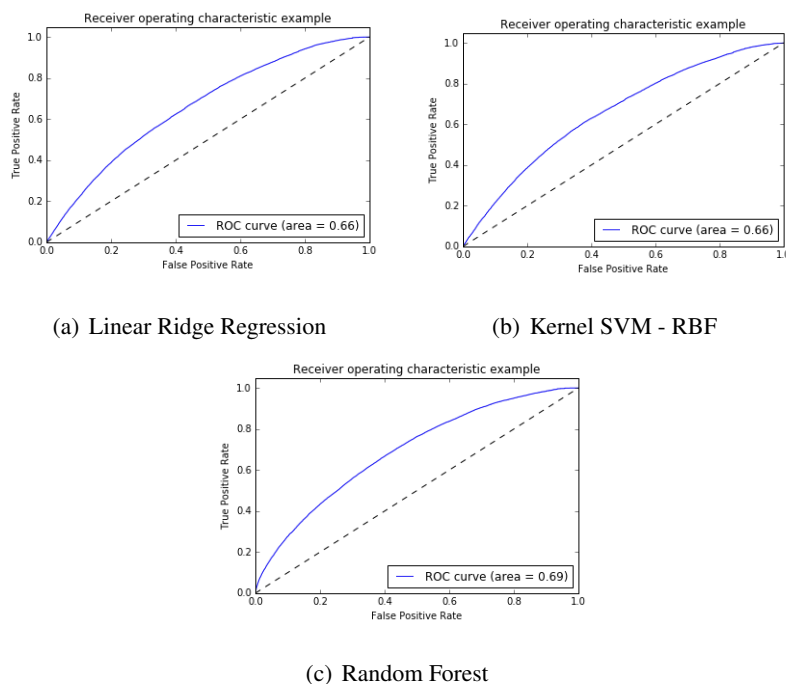 Receiver operating characteristic example
1.0
0.8
0.6
0.4
0.2
0.0
True Positive Rate
ROC curve (area = 0.66)
0.0 0.2 0.4 0.6 0.8 1.0
False Positive Rate
(a) Linear Ridge Regression
Receiver operating characteristic example
1.0
0.8
0.6
0.4
0.2
0.0
True Positive Rate
ROC curve (area = 0.66)
0.0 0.2 0.4 0.6 0.8 1.0
False Positive Rate
(b) Kernel SVM - RBF
Receiver operating characteristic example
1.0
0.8
0.6
0.4
0.2
0.0
True Positive Rate
ROC curve (area = 0.69)
0.0 0.2 0.4 0.6 0.8 1.0
False Positive Rate
(c) Random Forest